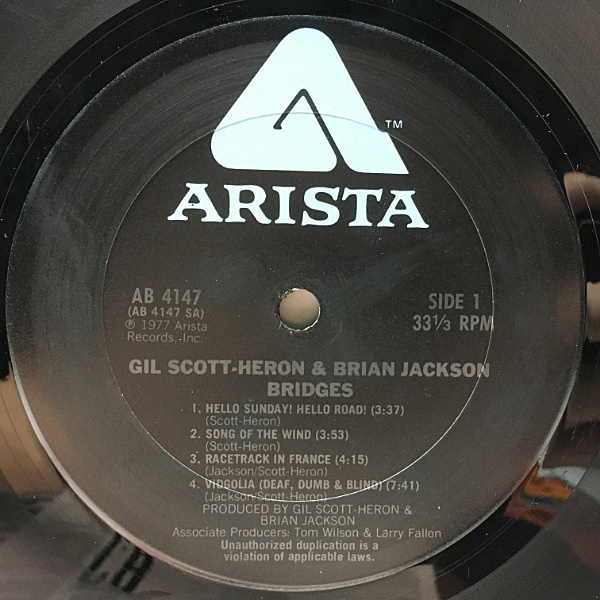 TM
ARISTA
AB 4147
(AB 4147 SA)
℗ 1977 Arista
Records, Inc.
SIDE 1
33⅓ RPM
GIL SCOTT-HERON & BRIAN JACKSON
BRIDGES
1. HELLO SUNDAY! HELLO ROAD! (3:37)
(Scott-Heron)
2. SONG OF THE WIND (3:53)
(Scott-Heron)
3. RACETRACK IN FRANCE (4:15)
(Jackson/Scott-Heron)
4. VIDGOLIA (DEAF, DUMB & BLIND) (7:41)
(Jackson/Scott-Heron)
PRODUCED BY GIL SCOTT-HERON &
BRIAN JACKSON
Associate Producers: Tom Wilson & Larry Fallon
Unauthorized duplication is a
violation of applicable laws.